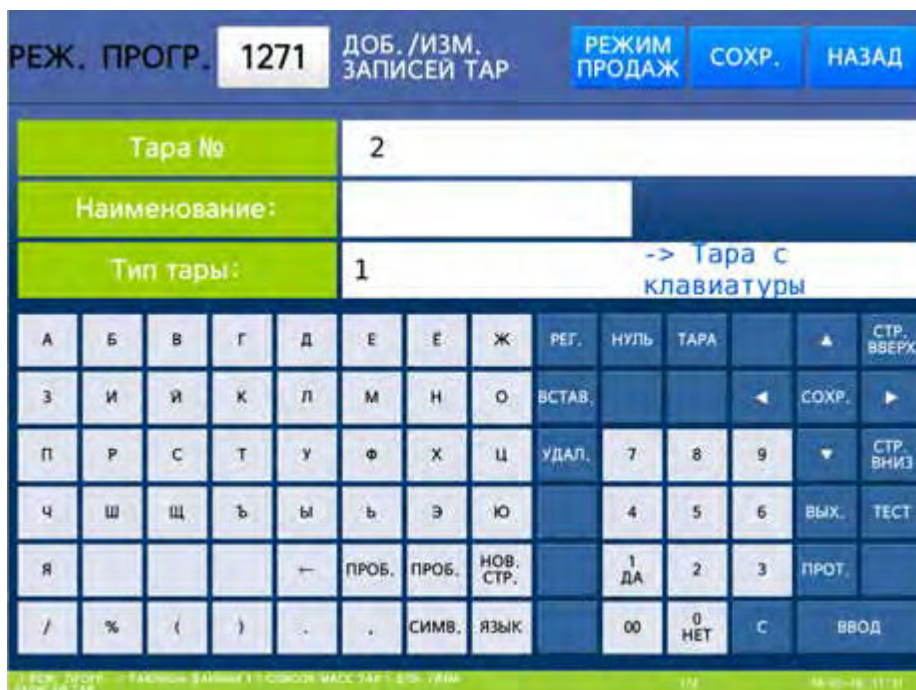 РЕЖ. ПРОГР. 1271 ДОБ./ИЗМ. ЗАПИСЕЙ ТАР РЕЖИМ ПРОДАЖ СОХР. НАЗАД
Тара № 2
Наименование:
Тип тары: 1 -> Тара с клавиатуры
А Б В Г Д Е Ё Ж РЕГ. НУЛЬ ТАРА ▲ СТР. ВВЕРХ
З И Й К Л М Н О ВСТАВ. ◄ СОХР. ►
П Р С Т У Ф Х Ц УДАЛ. 7 8 9 ▼ СТР. ВНИЗ
Ч Ш Щ Ъ Ы Ь Э Ю 4 5 6 ВЫХ. ТЕСТ
Я ← ПРОБ. ПРОБ. НОВ. СТР. 1 ДА 2 3 ПРОТ.
/ % ( ) . , СИМВ. ЯЗЫК 00 0 НЕТ С ВВОД